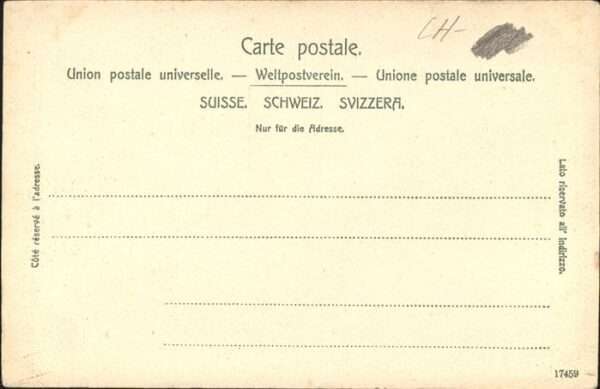 CH-
Carte postale.
Union postale universelle. — Weltpostverein. — Unione postale universale.
SUISSE. SCHWEIZ. SVIZZERA.
Nur für die Adresse.
Côté réservé à l'adresse.
Lato riservato all' indirizzo.
17459